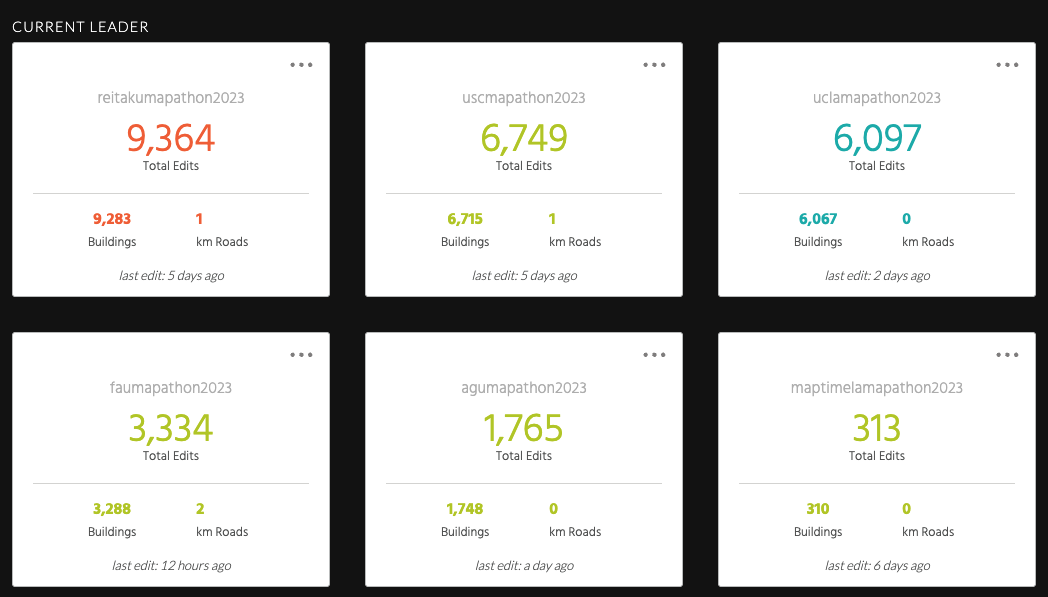 CURRENT LEADER
reitakumapathon2023
9,364
Total Edits
9,283 1
Buildings km Roads
last edit: 5 days ago
uscmapathon2023
6,749
Total Edits
6,715 1
Buildings km Roads
last edit: 5 days ago
uclamapathon2023
6,097
Total Edits
6,067 0
Buildings km Roads
last edit: 2 days ago
faumapathon2023
3,334
Total Edits
3,288 2
Buildings km Roads
last edit: 12 hours ago
agumapathon2023
1,765
Total Edits
1,748 0
Buildings km Roads
last edit: a day ago
maptimelamapathon2023
313
Total Edits
310 0
Buildings km Roads
last edit: 6 days ago